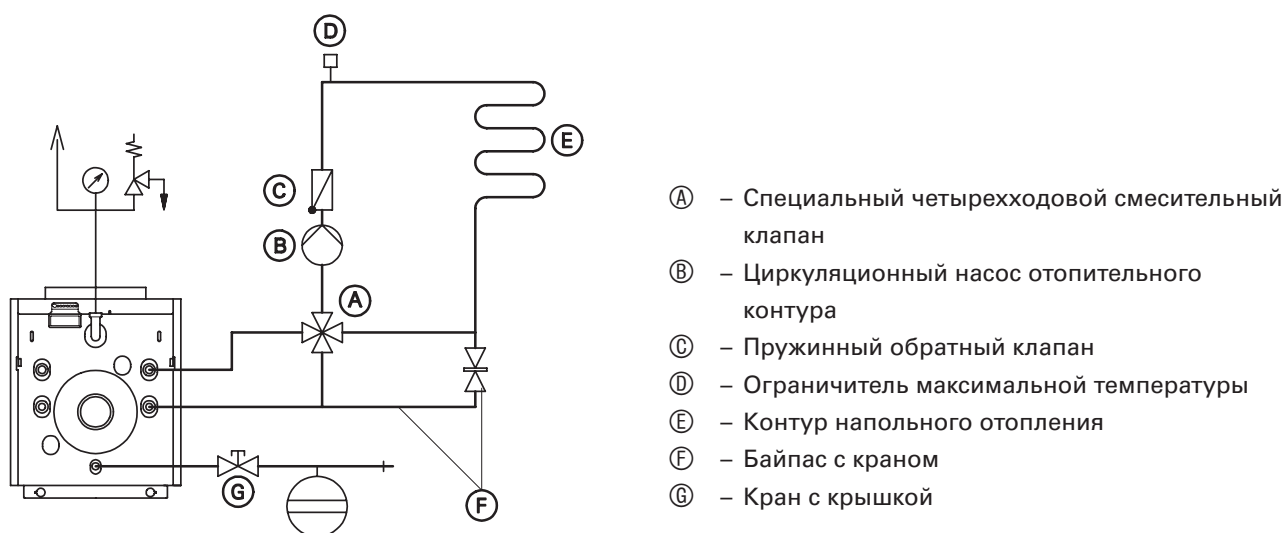 D
E
C
B
A
G
F
Ⓐ – Специальный четырехходовой смесительный
клапан
Ⓑ – Циркуляционный насос отопительного
контура
Ⓒ – Пружинный обратный клапан
Ⓓ – Ограничитель максимальной температуры
Ⓔ – Контур напольного отопления
Ⓕ – Байпас с краном
Ⓖ – Кран с крышкой